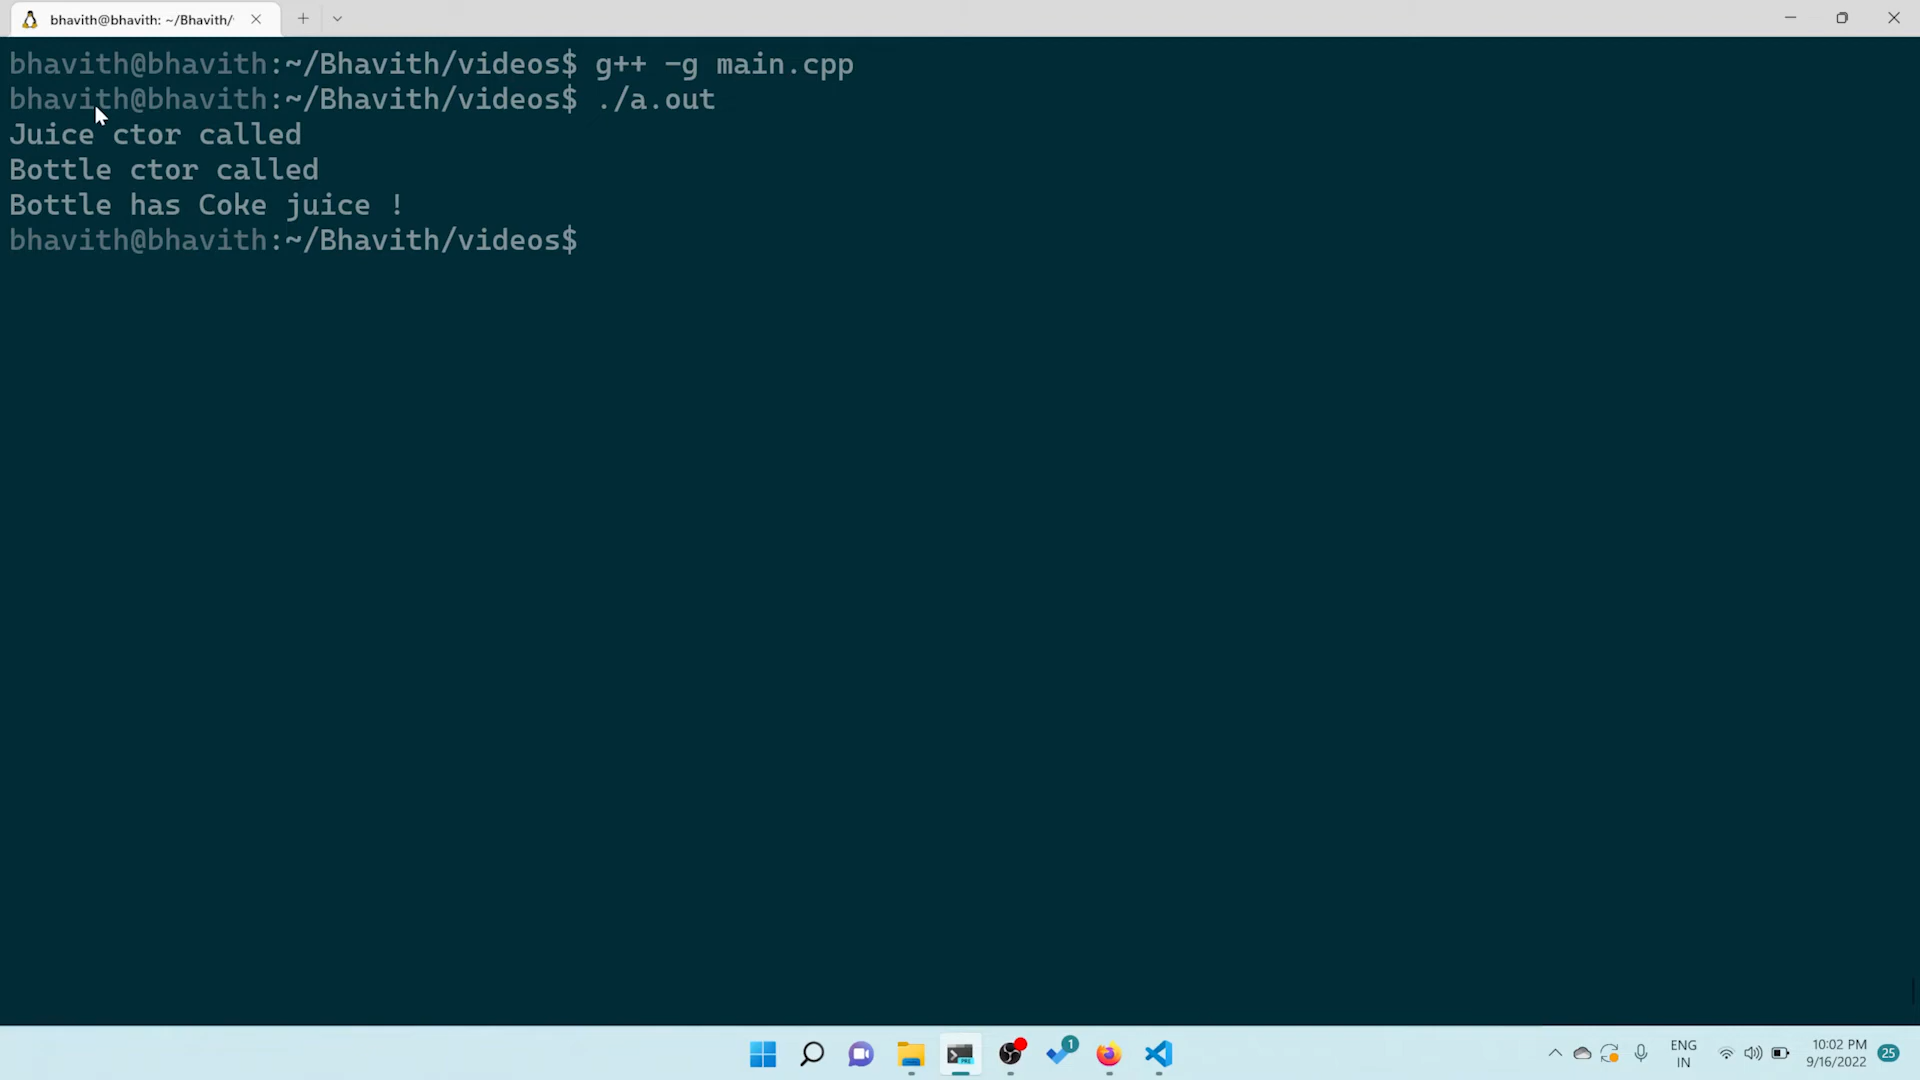 bhavith@bhavith: ~/Bhavith/
bhavith@bhavith:~/Bhavith/videos$ g++ -g main.cpp
bhavith@bhavith:~/Bhavith/videos$ ./a.out
Juice ctor called
Bottle ctor called
Bottle has Coke juice !
bhavith@bhavith:~/Bhavith/videos$
PRE
1
ENG
IN
10:02 PM
9/16/2022
25